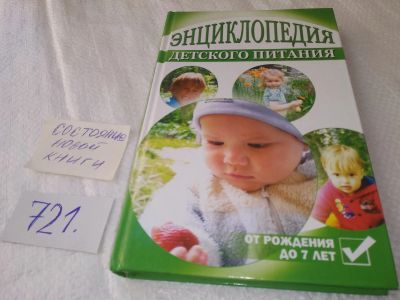 ЭНЦИКЛОПЕДИЯ
ДЕТСКОГО ПИТАНИЯ
ОТ РОЖДЕНИЯ
ДО 7 ЛЕТ
СОСТОЯНИЕ
НОВОЙ
КНИГИ
721.